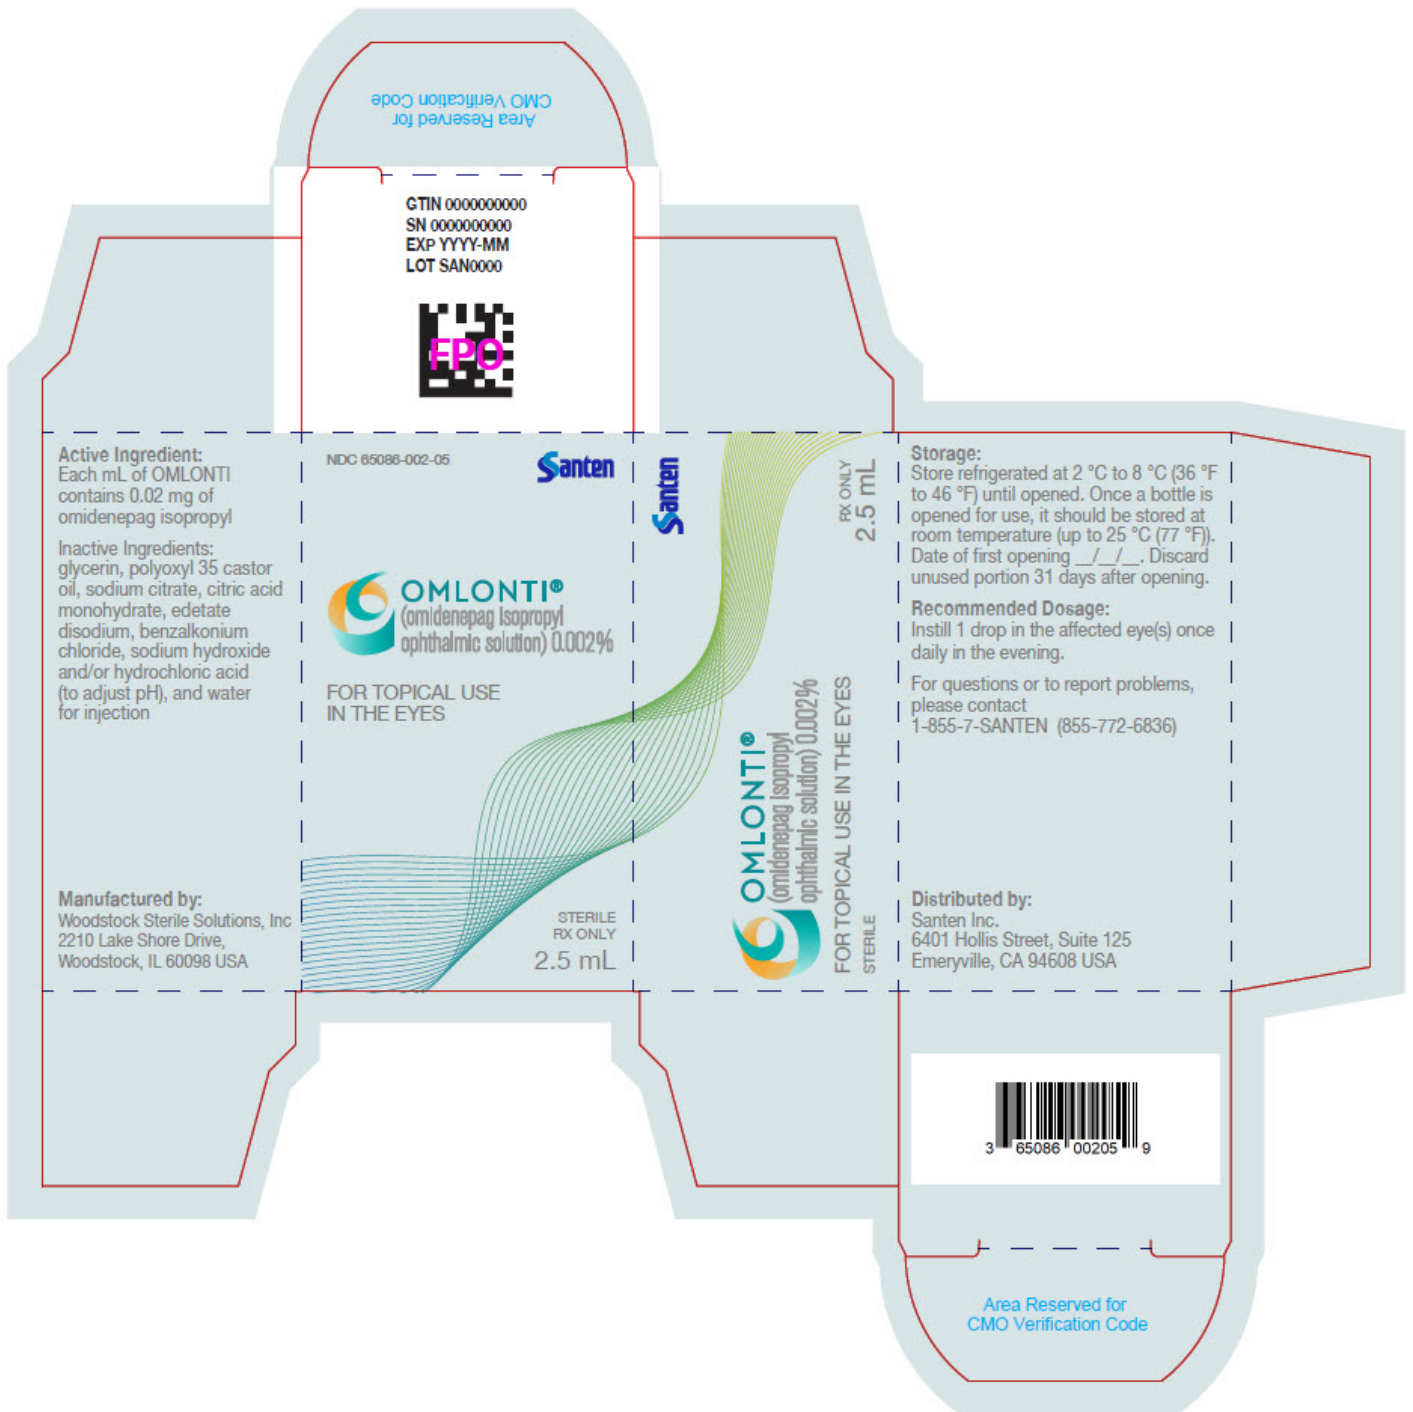 Area Reserved for
CMO Verification Code
GTIN 0000000000
SN 0000000000
EXP YYYY-MM
LOT SAN0000
FPO
Active Ingredient:
Each mL of OMLONTI
contains 0.02 mg of
omidenepag isopropyl
Inactive Ingredients:
glycerin, polyoxyl 35 castor
oil, sodium citrate, citric acid
monohydrate, edetate
disodium, benzalkonium
chloride, sodium hydroxide
and/or hydrochloric acid
(to adjust pH), and water
for injection
Manufactured by:
Woodstock Sterile Solutions, Inc
2210 Lake Shore Drive,
Woodstock, IL 60098 USA
NDC 65086-002-05
Santen
OMLONTI®
(omidenepag isopropyl
ophthalmic solution) 0.002%
FOR TOPICAL USE
IN THE EYES
STERILE
RX ONLY
2.5 mL
Santen
RX ONLY
2.5 mL
OMLONTI®
(omidenepag isopropyl
ophthalmic solution) 0.002%
FOR TOPICAL USE IN THE EYES
STERILE
Storage:
Store refrigerated at 2 °C to 8 °C (36 °F
to 46 °F) until opened. Once a bottle is
opened for use, it should be stored at
room temperature (up to 25 °C (77 °F)).
Date of first opening __/__/__. Discard
unused portion 31 days after opening.
Recommended Dosage:
Instill 1 drop in the affected eye(s) once
daily in the evening.
For questions or to report problems,
please contact
1-855-7-SANTEN (855-772-6836)
Distributed by:
Santen Inc.
6401 Hollis Street, Suite 125
Emeryville, CA 94608 USA
3 65086 00205 9
Area Reserved for
CMO Verification Code